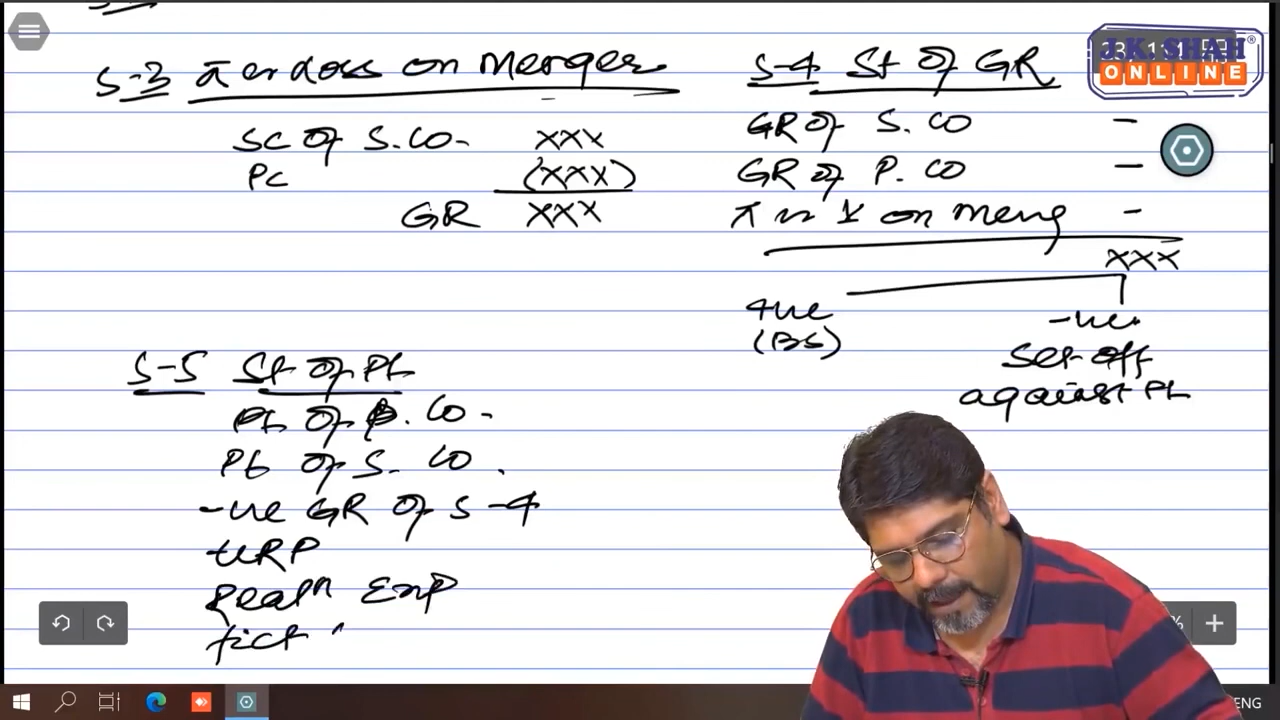 S-3 π or Loss on Merger
SC of S.CO- XXX
PC (XXX)
GR XXX
S-4 St of GR
GR of S.CO -
GR of P.CO -
π or L on Merg -
XXX
+ve
(BS)
-ve
Set off
against PL
S-5 St of PL
PL of P.CO -
PL of S.CO.
-ve GR of S-4
URP
Realn Exp
fict
J.K. SHAH®
ONLINE
%
ENG